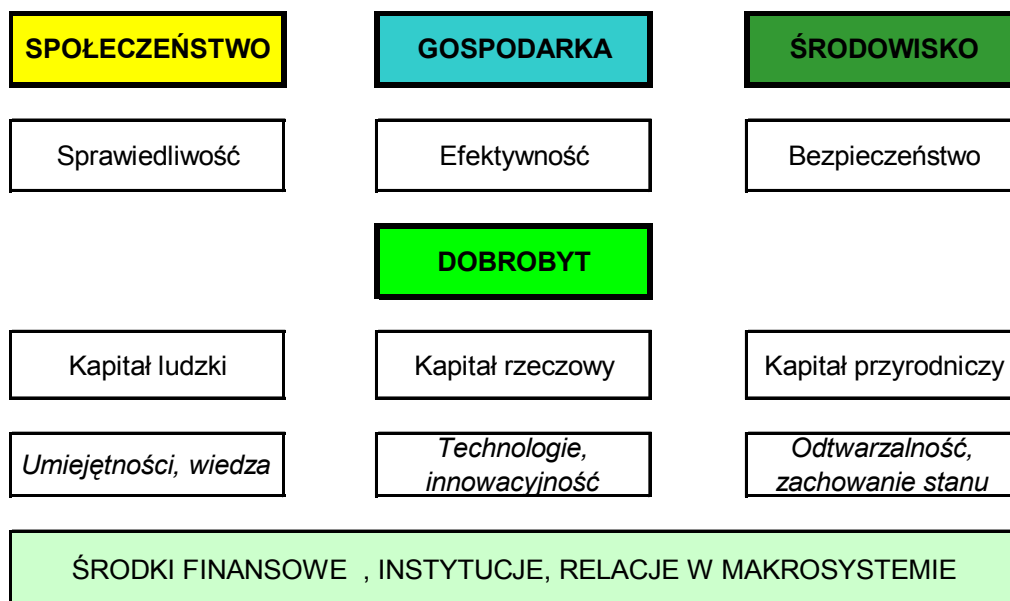 SPOŁECZEŃSTWO
GOSPODARKA
ŚRODOWISKO
Sprawiedliwość
Efektywność
Bezpieczeństwo
DOBROBYT
Kapitał ludzki
Kapitał rzeczowy
Kapitał przyrodniczy
Umiejętności, wiedza
Technologie,
innowacyjność
Odtwarzalność,
zachowanie stanu
ŚRODKI FINANSOWE , INSTYTUCJE, RELACJE W MAKROSYSTEMIE